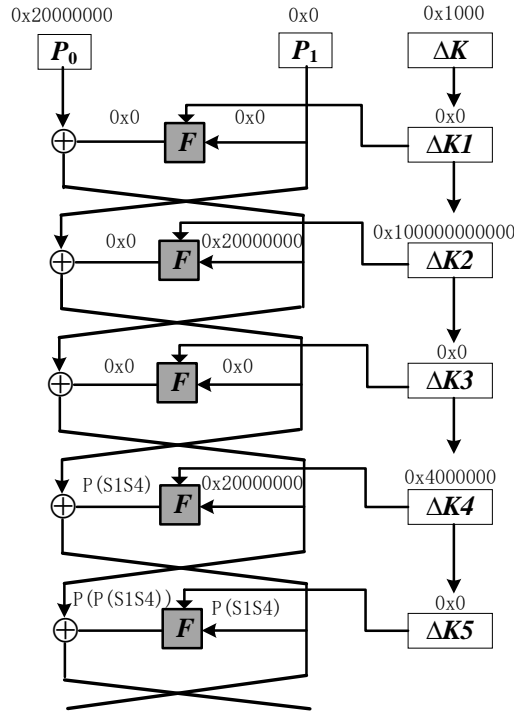 0x20000000 0x0 0x1000
P0 P1 ΔK
0x0 0x0 0x0
F ΔK1
0x0 0x20000000 0x100000000000
F ΔK2
0x0 0x0 0x0
F ΔK3
P(S1S4) 0x20000000 0x4000000
F ΔK4
P(P(S1S4)) P(S1S4) 0x0
F ΔK5